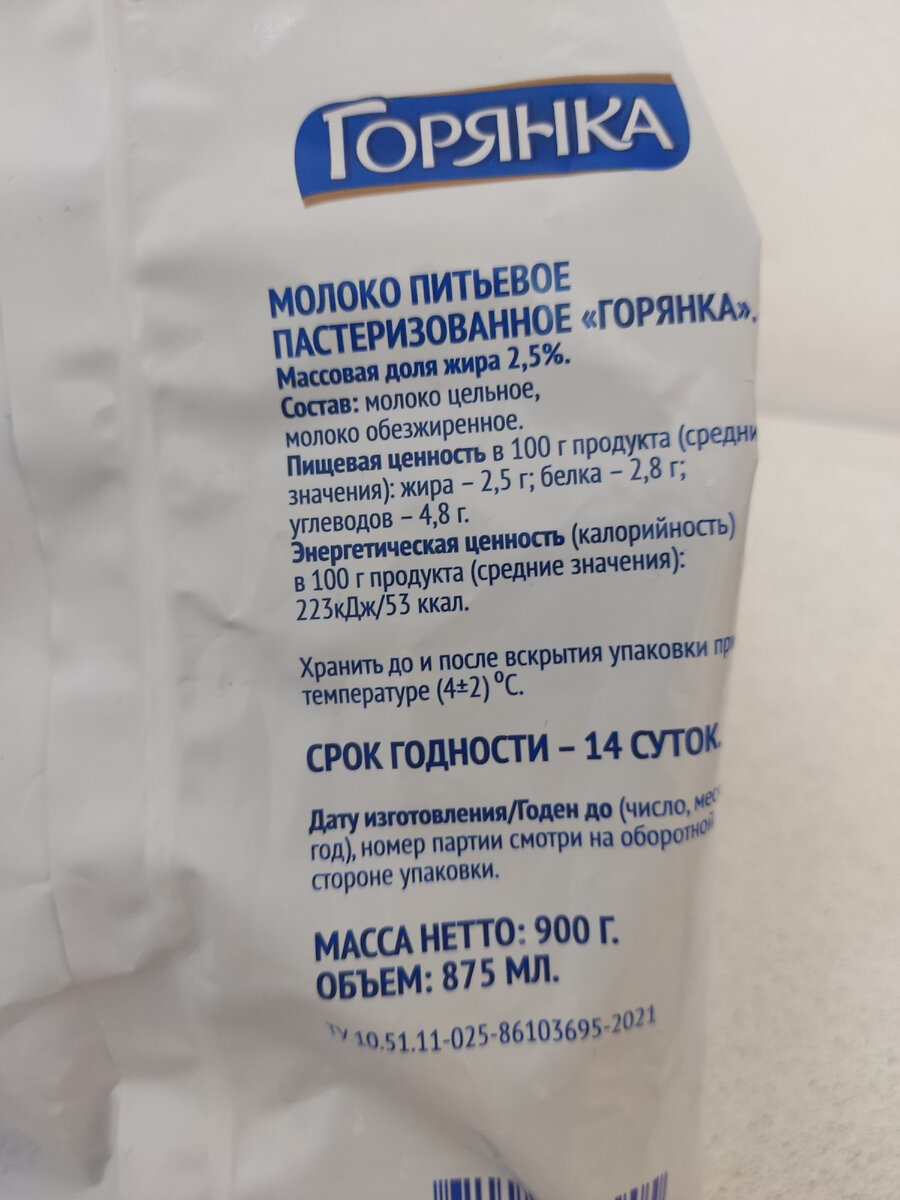 ГОРЯНКА
МОЛОКО ПИТЬЕВОЕ
ПАСТЕРИЗОВАННОЕ «ГОРЯНКА».
Массовая доля жира 2,5%.
Состав: молоко цельное,
молоко обезжиренное.
Пищевая ценность в 100 г продукта (средни
значения): жира – 2,5 г; белка – 2,8 г;
углеводов – 4,8 г.
Энергетическая ценность (калорийность)
в 100 г продукта (средние значения):
223кДж/53 ккал.
Хранить до и после вскрытия упаковки пр
температуре (4±2) °С.
СРОК ГОДНОСТИ – 14 СУТОК.
Дату изготовления/Годен до (число, мес
год), номер партии смотри на оборотной
стороне упаковки.
МАССА НЕТТО: 900 Г.
ОБЪЕМ: 875 МЛ.
ТУ 10.51.11-025-86103695-2021